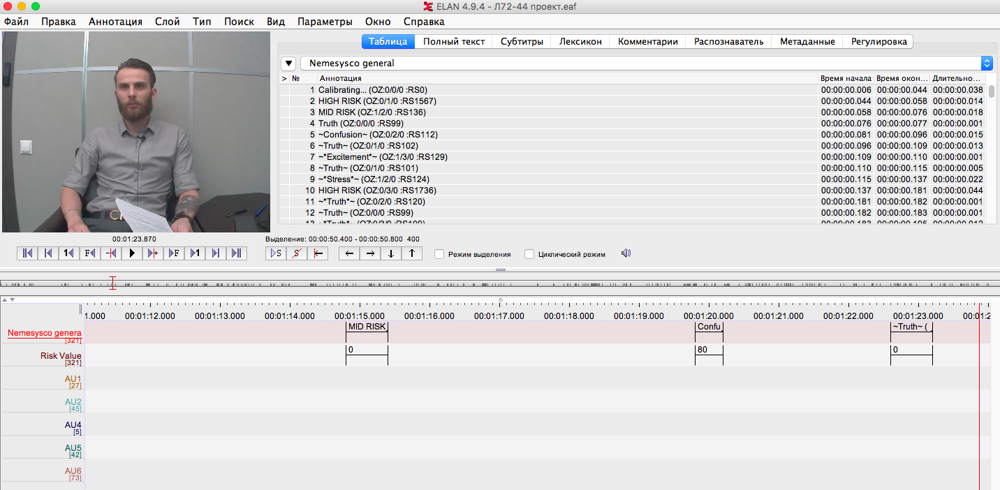 ELAN 4.9.4 - Л72-44 проект.eaf
Файл Правка Аннотация Слой Тип Поиск Вид Параметры Окно Справка
Таблица Полный текст Субтитры Лексикон Комментарии Распознаватель Метаданные Регулировка
Nemesysco general
> № Аннотация Время начала Время окон... Длительно...
1 Calibrating... (OZ:0/0/0 :RS0) 00:00:00.006 00:00:00.044 00:00:00.038
2 HIGH RISK (OZ:0/1/0 :RS1567) 00:00:00.044 00:00:00.058 00:00:00.014
3 MID RISK (OZ:1/2/0 :RS136) 00:00:00.058 00:00:00.076 00:00:00.018
4 Truth (OZ:0/0/0 :RS99) 00:00:00.076 00:00:00.077 00:00:00.001
5 ~Confusion~ (OZ:0/2/0 :RS112) 00:00:00.081 00:00:00.096 00:00:00.015
6 ~Truth~ (OZ:0/1/0 :RS102) 00:00:00.096 00:00:00.109 00:00:00.013
7 ~*Excitement*~ (OZ:1/3/0 :RS129) 00:00:00.109 00:00:00.110 00:00:00.001
8 ~Truth~ (OZ:0/1/0 :RS101) 00:00:00.110 00:00:00.115 00:00:00.005
9 ~*Stress*~ (OZ:1/2/0 :RS124) 00:00:00.115 00:00:00.137 00:00:00.022
10 HIGH RISK (OZ:0/3/0 :RS1736) 00:00:00.137 00:00:00.181 00:00:00.044
11 ~*Truth*~ (OZ:0/2/0 :RS120) 00:00:00.181 00:00:00.182 00:00:00.001
12 ~Truth~ (OZ:0/0/0 :RS99) 00:00:00.182 00:00:00.183 00:00:00.001
00:01:23.870
Выделение: 00:00:50.400 - 00:00:50.800 400
1 F F 1 S S Режим выделения Циклический режим
1.000 00:01:12.000 00:01:13.000 00:01:14.000 00:01:15.000 00:01:16.000 00:01:17.000 00:01:18.000 00:01:19.000 00:01:20.000 00:01:21.000 00:01:22.000 00:01:23.000 00:01:2
Nemesysco genera MID RISK Confu ~Truth~ (
[321]
Risk Value 0 80 0
[321]
AU1
[27]
AU2
[45]
AU4
[5]
AU5
[42]
AU6
[73]